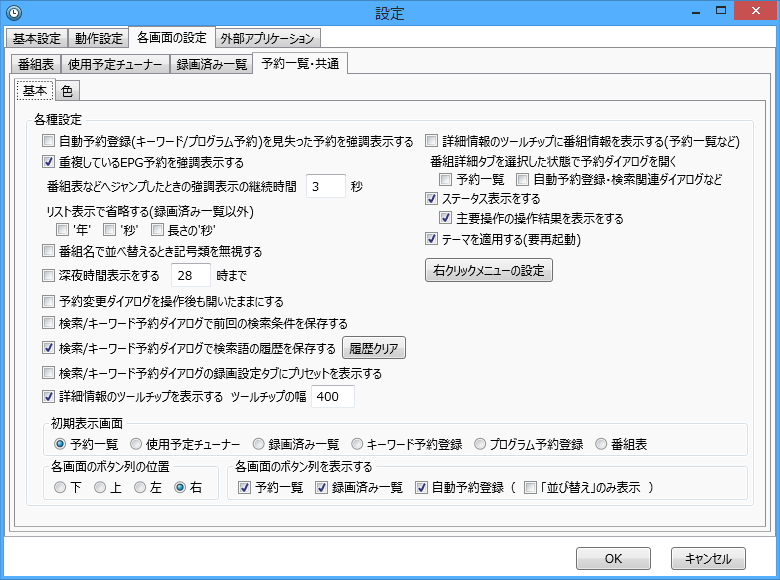 設定
基本設定 動作設定 各画面の設定 外部アプリケーション
番組表 使用予定チューナー 録画済み一覧 予約一覧・共通
基本 色
各種設定
自動予約登録(キーワード/プログラム予約)を見失った予約を強調表示する
重複しているEPG予約を強調表示する
番組表などへジャンプしたときの強調表示の継続時間 3 秒
リスト表示で省略する(録画済み一覧以外)
'年' '秒' 長さの'秒'
番組名で並べ替えるとき記号類を無視する
深夜時間表示をする 28 時まで
予約変更ダイアログを操作後も開いたままにする
検索/キーワード予約ダイアログで前回の検索条件を保存する
検索/キーワード予約ダイアログで検索語の履歴を保存する 履歴クリア
検索/キーワード予約ダイアログの録画設定タブにプリセットを表示する
詳細情報のツールチップを表示する ツールチップの幅 400
詳細情報のツールチップに番組情報を表示する(予約一覧など)
番組詳細タブを選択した状態で予約ダイアログを開く
予約一覧 自動予約登録・検索関連ダイアログなど
ステータス表示をする
主要操作の操作結果を表示をする
テーマを適用する(要再起動)
右クリックメニューの設定
初期表示画面
予約一覧 使用予定チューナー 録画済み一覧 キーワード予約登録 プログラム予約登録 番組表
各画面のボタン列の位置
下 上 左 右
各画面のボタン列を表示する
予約一覧 録画済み一覧 自動予約登録 ( 「並び替え」のみ表示 )
OK キャンセル